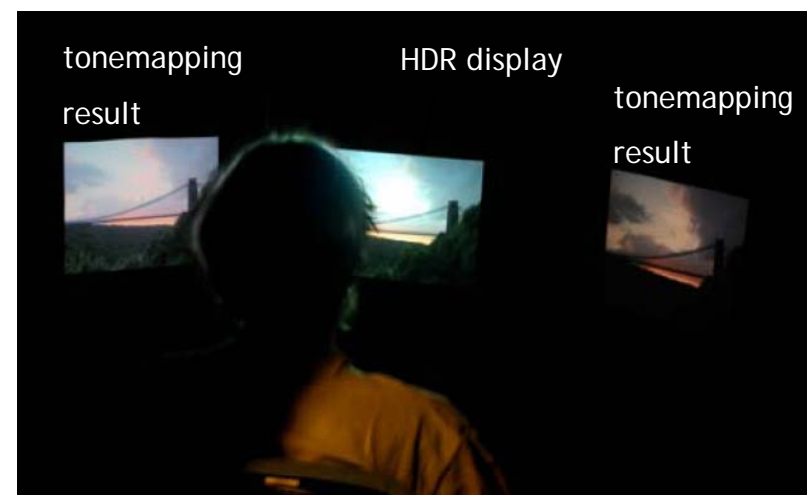 tonemapping
result
HDR display
tonemapping
result